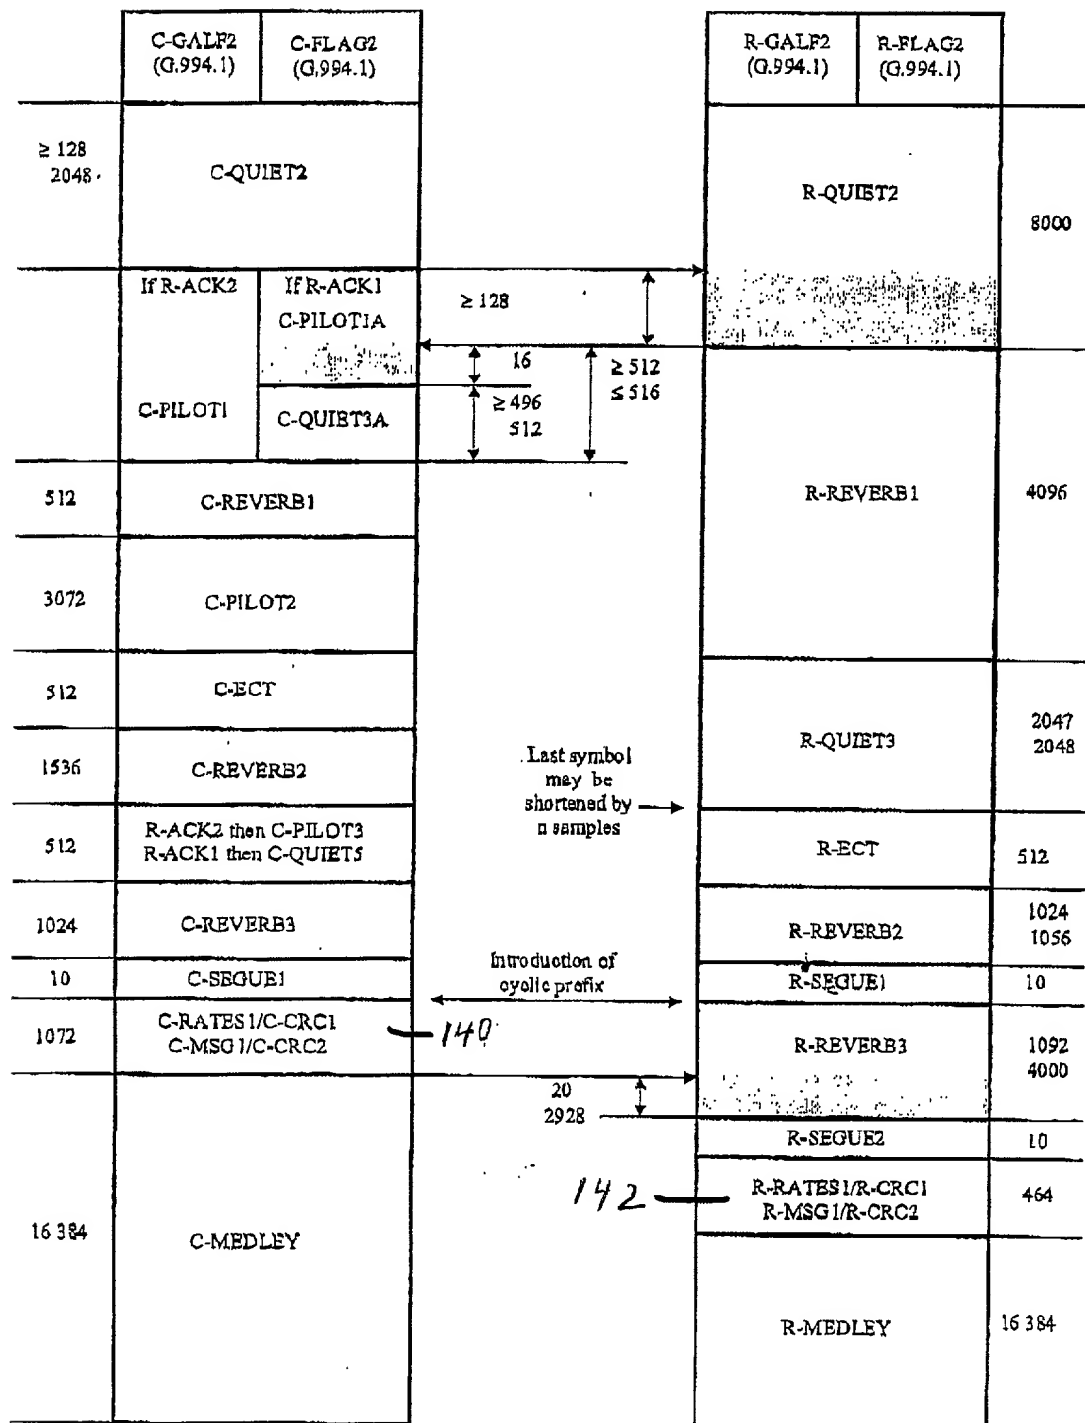 C-GALF2
(G.994.1)
C-FLAG2
(G.994.1)
R-GALF2
(G.994.1)
R-FLAG2
(G.994.1)
≥ 128
2048
C-QUIET2
R-QUIET2
8000
If R-ACK2
If R-ACK1
C-PILOT1A
≥ 128
16
≥ 512
≤ 516
C-PILOT1
C-QUIET3A
≥ 496
512
512
C-REVERB1
R-REVERB1
4096
3072
C-PILOT2
512
C-ECT
R-QUIET3
2047
2048
1536
C-REVERB2
Last symbol
may be
shortened by
n samples
512
R-ACK2 then C-PILOT3
R-ACK1 then C-QUIET5
R-ECT
512
1024
C-REVERB3
R-REVERB2
1024
1056
10
C-SEGUE1
Introduction of
cyclic prefix
R-SEGUE1
10
1072
C-RATES1/C-CRC1
C-MSG1/C-CRC2
140
R-REVERB3
1092
4000
20
2928
R-SEGUE2
10
142
R-RATES1/R-CRC1
R-MSG1/R-CRC2
464
16 384
C-MEDLEY
R-MEDLEY
16 384